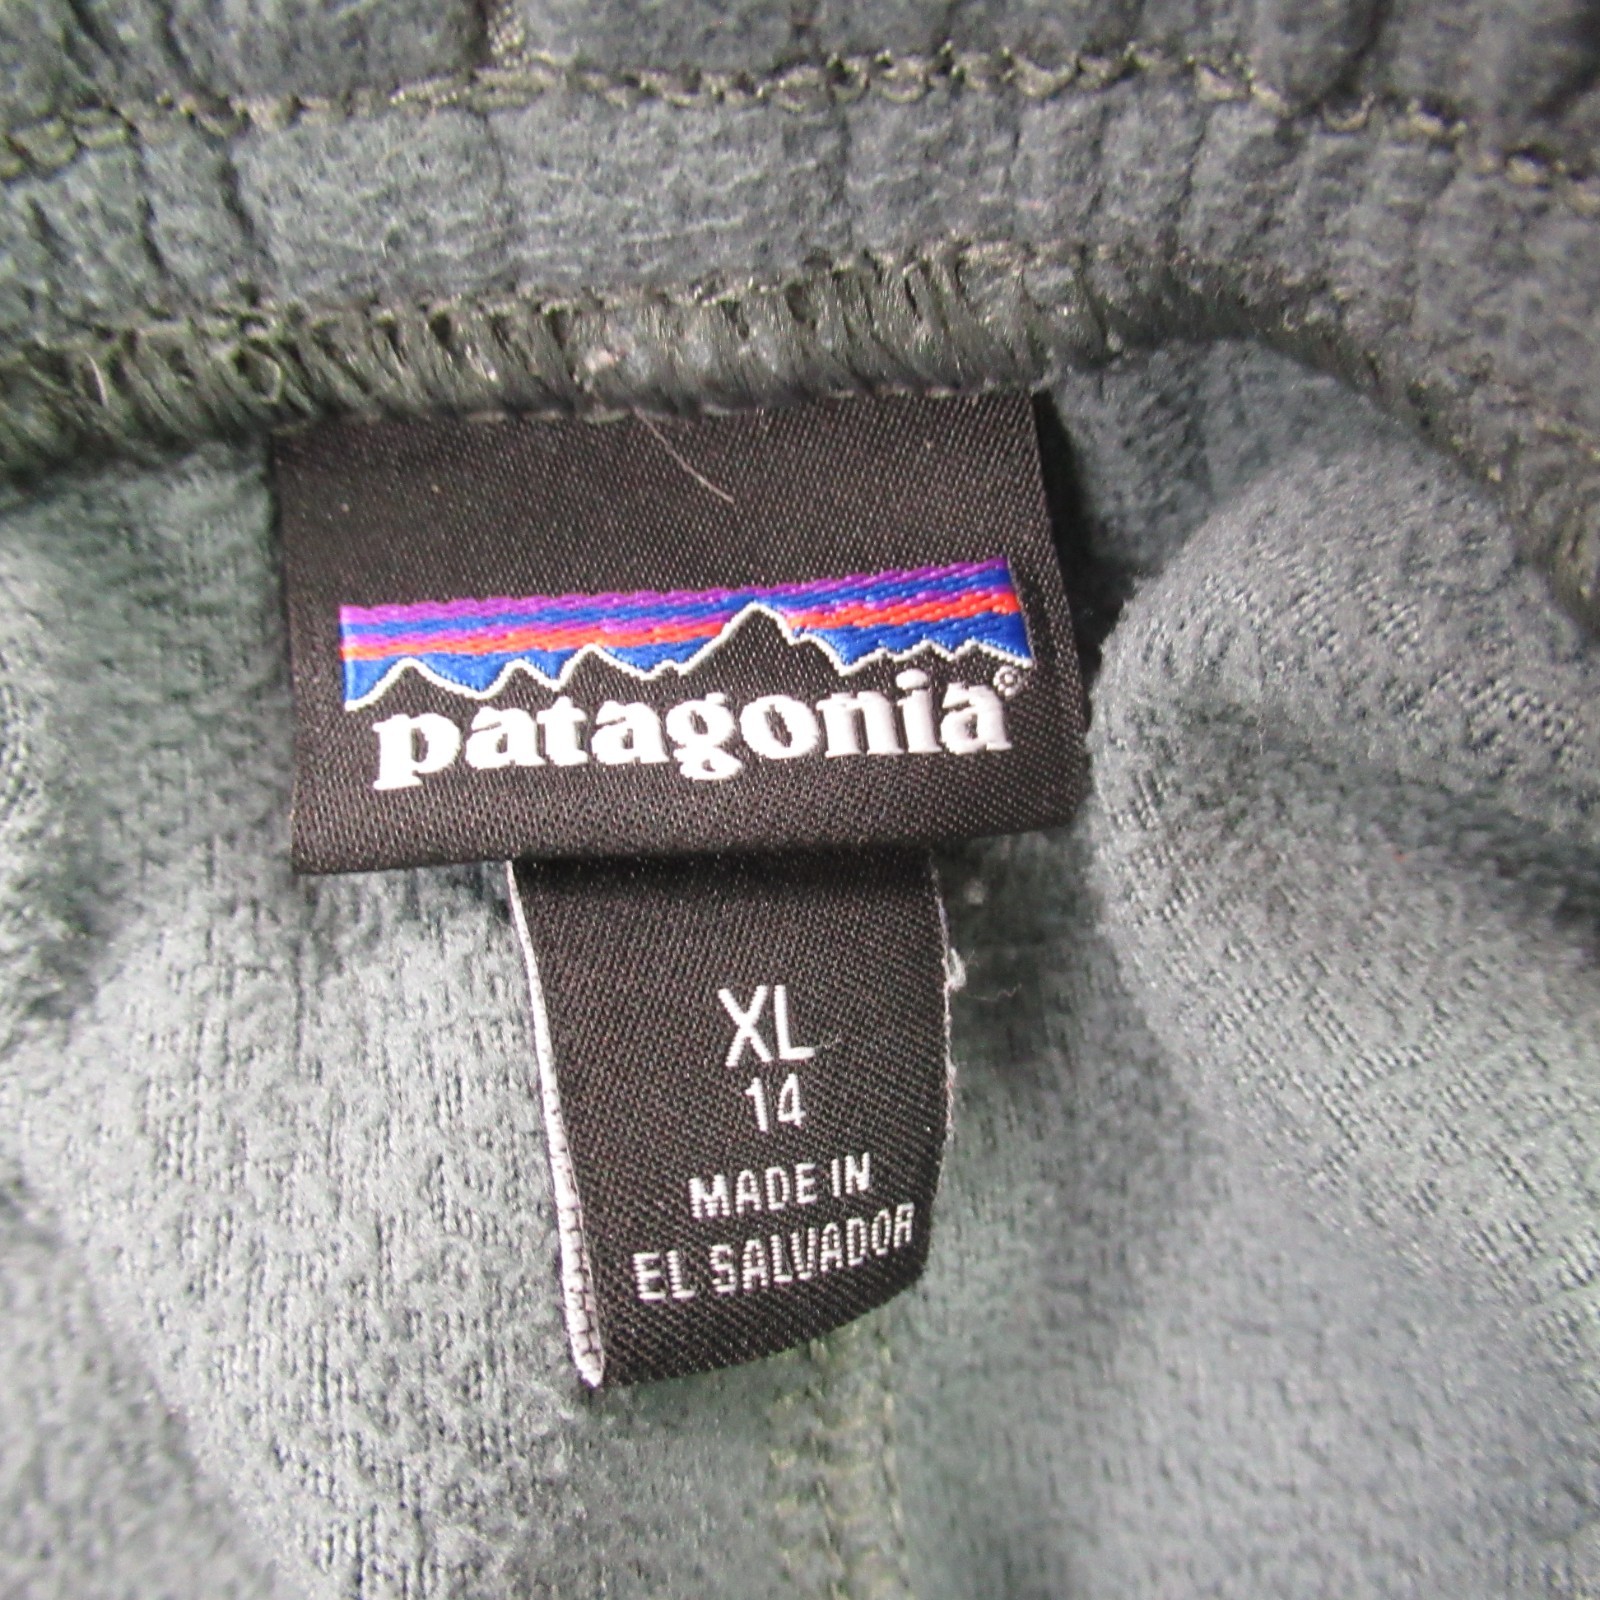 patagonia®
XL
14
MADE IN
EL SALVADOR